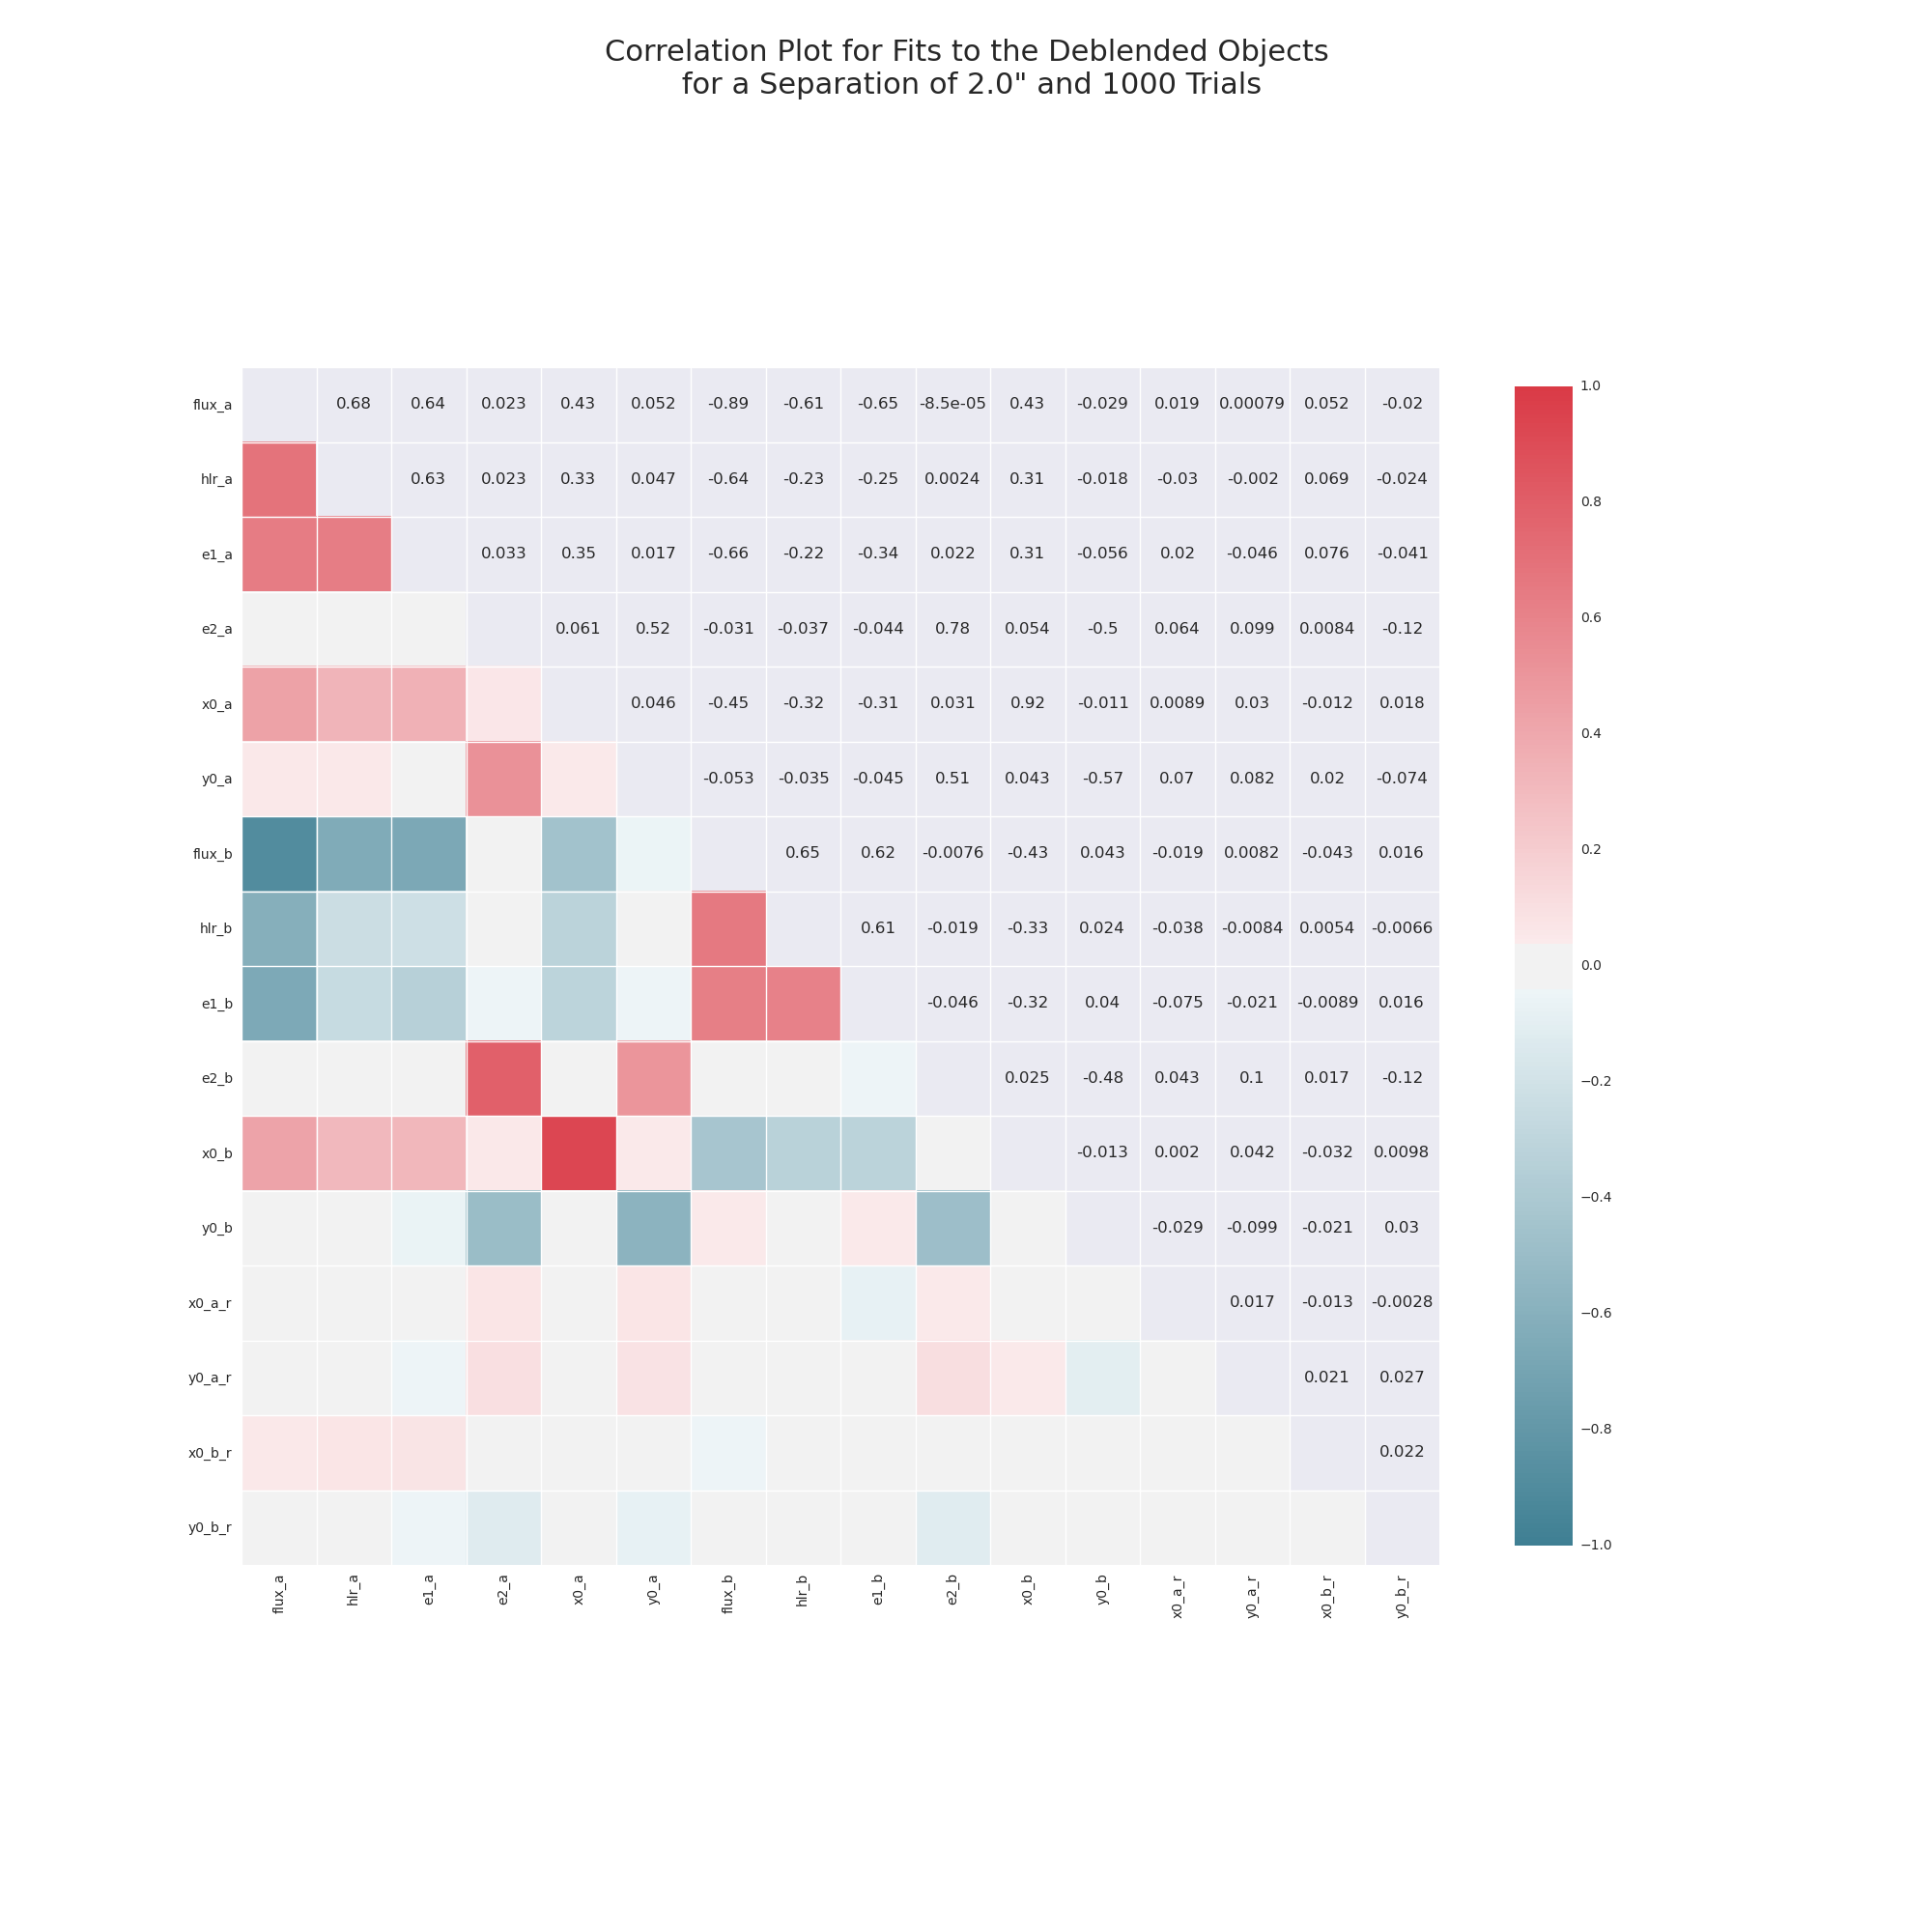 Correlation Plot for Fits to the Deblended Objects
for a Separation of 2.0" and 1000 Trials
flux_a 0.68 0.64 0.023 0.43 0.052 -0.89 -0.61 -0.65 -8.5e-05 0.43 -0.029 0.019 0.00079 0.052 -0.02
hlr_a 0.63 0.023 0.33 0.047 -0.64 -0.23 -0.25 0.0024 0.31 -0.018 -0.03 -0.002 0.069 -0.024
e1_a 0.033 0.35 0.017 -0.66 -0.22 -0.34 0.022 0.31 -0.056 0.02 -0.046 0.076 -0.041
e2_a 0.061 0.52 -0.031 -0.037 -0.044 0.78 0.054 -0.5 0.064 0.099 0.0084 -0.12
x0_a 0.046 -0.45 -0.32 -0.31 0.031 0.92 -0.011 0.0089 0.03 -0.012 0.018
y0_a -0.053 -0.035 -0.045 0.51 0.043 -0.57 0.07 0.082 0.02 -0.074
flux_b 0.65 0.62 -0.0076 -0.43 0.043 -0.019 0.0082 -0.043 0.016
hlr_b 0.61 -0.019 -0.33 0.024 -0.038 -0.0084 0.0054 -0.0066
e1_b -0.046 -0.32 0.04 -0.075 -0.021 -0.0089 0.016
e2_b 0.025 -0.48 0.043 0.1 0.017 -0.12
x0_b -0.013 0.002 0.042 -0.032 0.0098
y0_b -0.029 -0.099 -0.021 0.03
x0_a_r 0.017 -0.013 -0.0028
y0_a_r 0.021 0.027
x0_b_r 0.022
y0_b_r
flux_a hlr_a e1_a e2_a x0_a y0_a flux_b hlr_b e1_b e2_b x0_b y0_b x0_a_r y0_a_r x0_b_r y0_b_r
1.0
0.8
0.6
0.4
0.2
0.0
−0.2
−0.4
−0.6
−0.8
−1.0